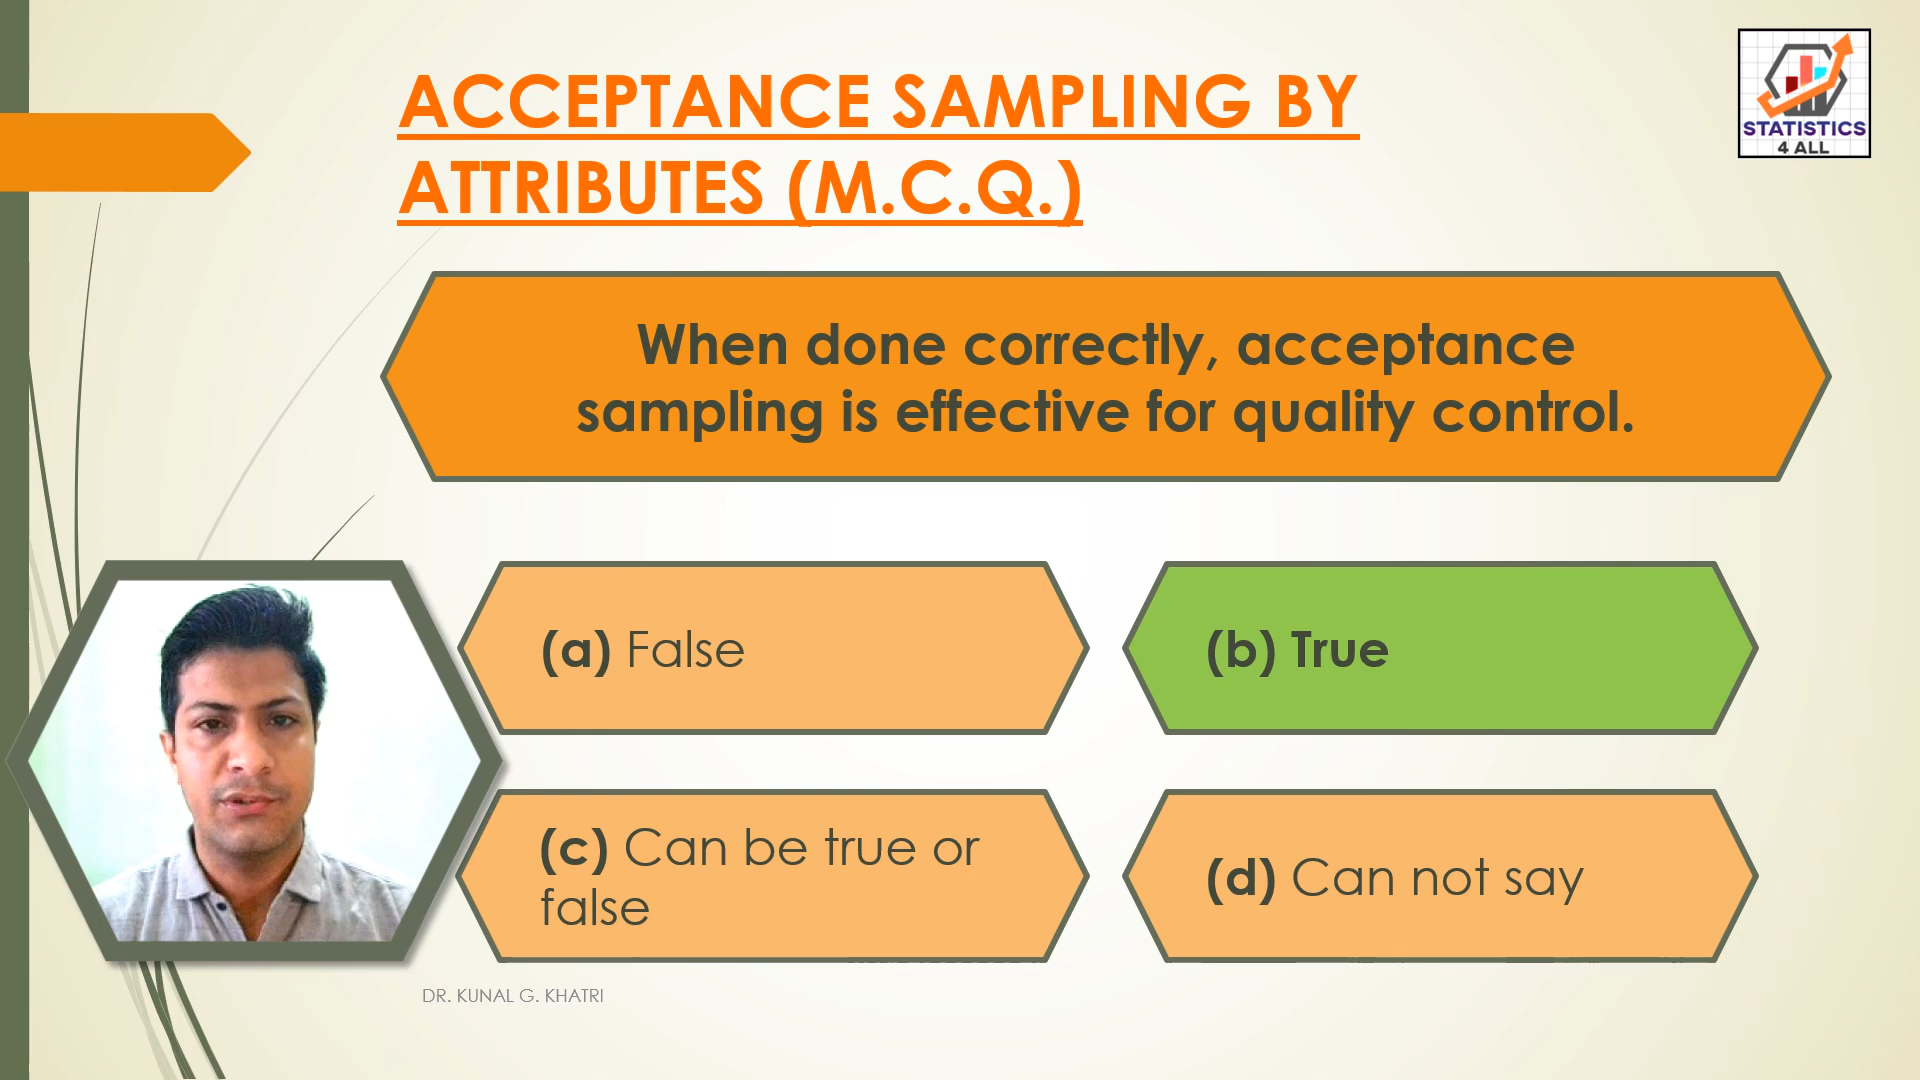 ACCEPTANCE SAMPLING BY
ATTRIBUTES (M.C.Q.)
STATISTICS
4 ALL
When done correctly, acceptance
sampling is effective for quality control.
(a) False
(b) True
(c) Can be true or
false
(d) Can not say
DR. KUNAL G. KHATRI